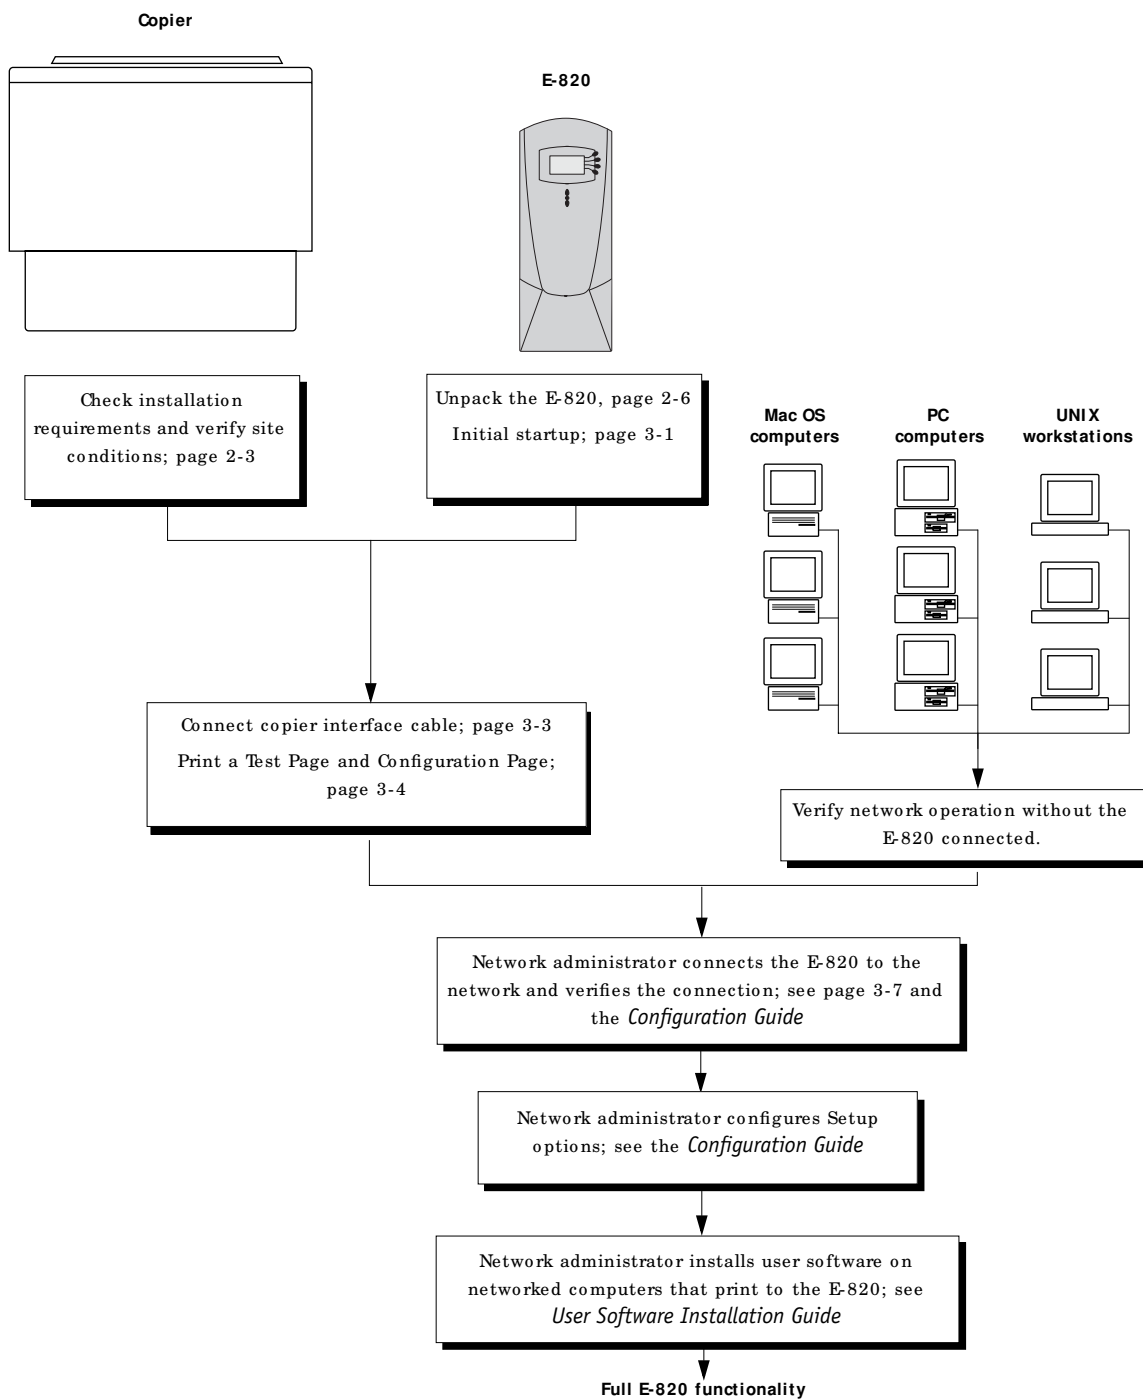 Copier
E-820
Check installation
requirements and verify site
conditions; page 2-3
Unpack the E-820, page 2-6
Initial startup; page 3-1
Mac OS
computers
PC
computers
UNIX
workstations
Connect copier interface cable; page 3-3
Print a Test Page and Configuration Page;
page 3-4
Verify network operation without the
E-820 connected.
Network administrator connects the E-820 to the
network and verifies the connection; see page 3-7 and
the Configuration Guide
Network administrator configures Setup
options; see the Configuration Guide
Network administrator installs user software on
networked computers that print to the E-820; see
User Software Installation Guide
Full E-820 functionality